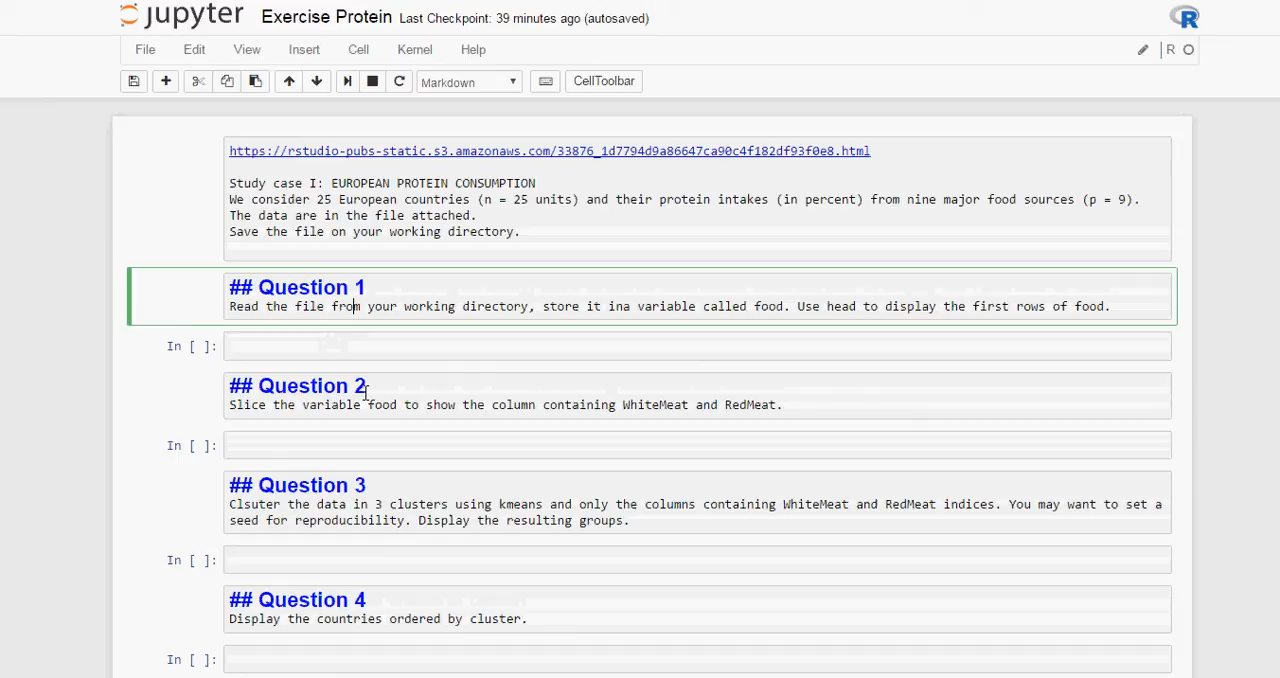 jupyter Exercise Protein Last Checkpoint: 39 minutes ago (autosaved) R
File Edit View Insert Cell Kernel Help R
Markdown CellToolbar
https://rstudio-pubs-static.s3.amazonaws.com/33876_1d7794d9a86647ca90c4f182df93f0e8.html
Study case I: EUROPEAN PROTEIN CONSUMPTION
We consider 25 European countries (n = 25 units) and their protein intakes (in percent) from nine major food sources (p = 9).
The data are in the file attached.
Save the file on your working directory.
## Question 1
Read the file from your working directory, store it ina variable called food. Use head to display the first rows of food.
In [ ]:
## Question 2
Slice the variable food to show the column containing WhiteMeat and RedMeat.
In [ ]:
## Question 3
Clsuter the data in 3 clusters using kmeans and only the columns containing WhiteMeat and RedMeat indices. You may want to set a
seed for reproducibility. Display the resulting groups.
In [ ]:
## Question 4
Display the countries ordered by cluster.
In [ ]: